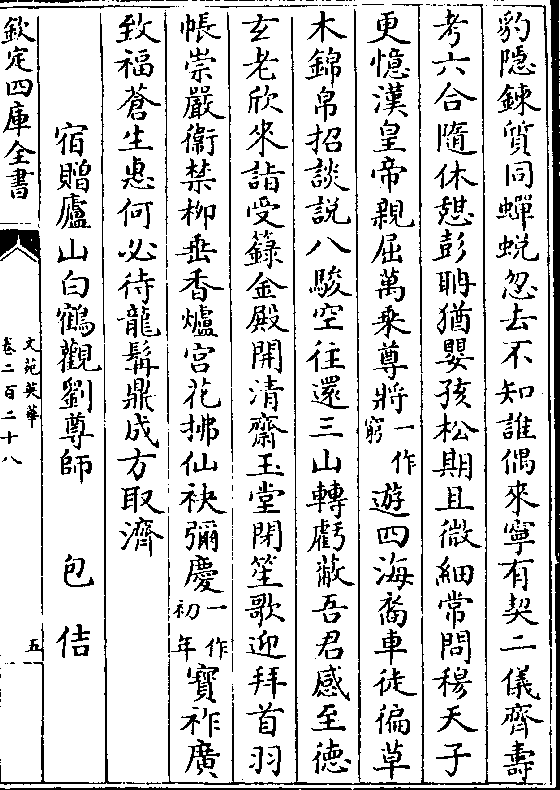 豹隠鍊質同蟬蛻忽去不知誰偶來寧有契二儀齊壽
考六合隨休憇彭聃猶嬰孩松期且微細常問穆天子
更憶漢皇帝親屈萬乗尊將一作窮遊四海裔車徒徧草
木錦帛招談説八駿空往還三山轉虧蔽吾君感至徳
玄老欣來詣受籙金殿開清齋玉堂閉笙歌迎拜首羽
帳崇嚴衞禁栁垂香爐宫花拂仙袂彌慶一作初年寳祚廣
致福蒼生惠何必待龍髯鼎成方取濟
宿贈廬山白鶴觀劉尊師 包佶
欽定四庫全書
文苑英華
卷二百二十八
五